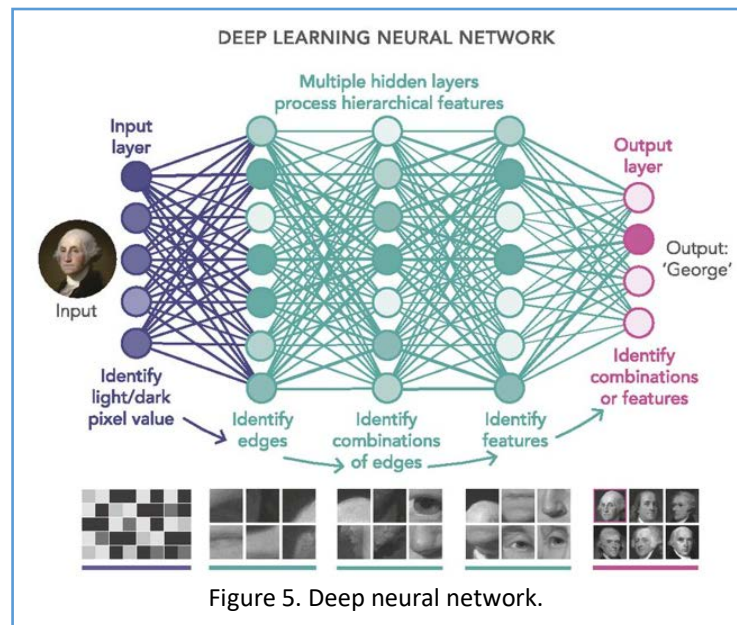 DEEP LEARNING NEURAL NETWORK
Multiple hidden layers
process hierarchical features
Input
layer
Output
layer
Input
Output:
'George'
Identify
light/dark
pixel value
Identify
edges
Identify
combinations
of edges
Identify
features
Identify
combinations
or features
Figure 5. Deep neural network.